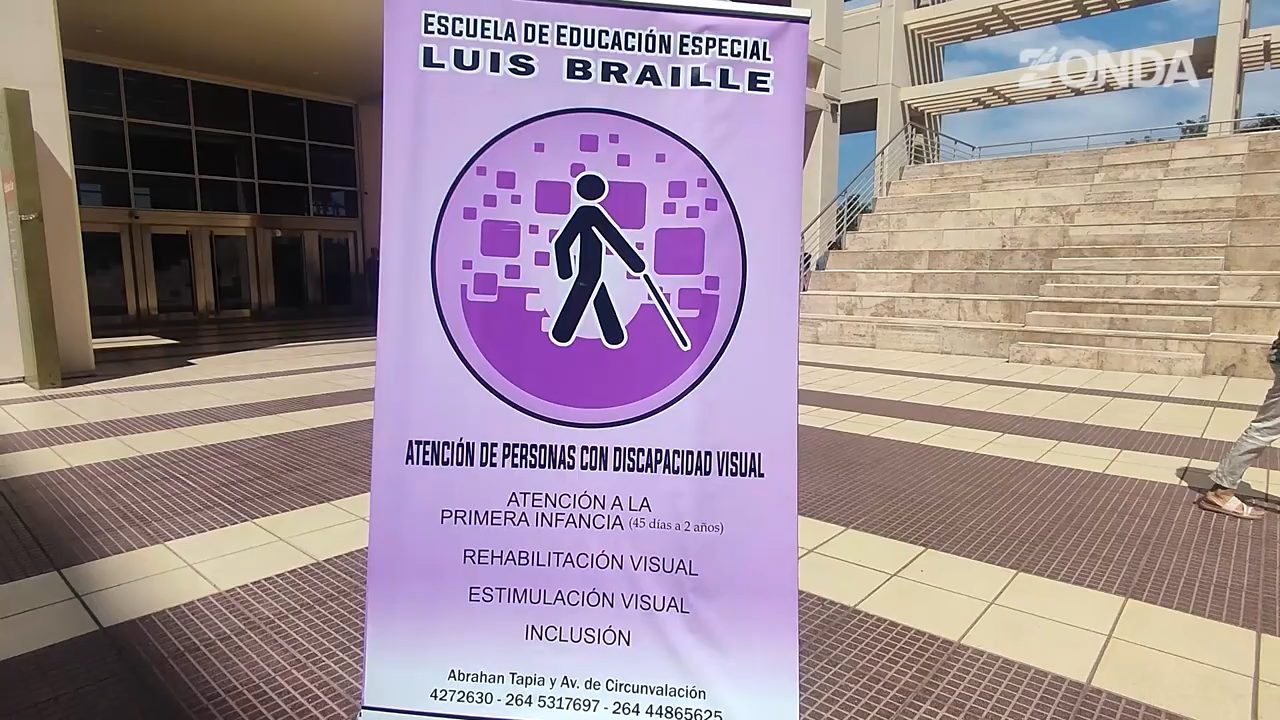 ESCUELA DE EDUCACIÓN ESPECIAL
LUIS BRAILLE
ZONDA
ATENCIÓN DE PERSONAS CON DISCAPACIDAD VISUAL
ATENCIÓN A LA
PRIMERA INFANCIA (45 días a 2 años)
REHABILITACIÓN VISUAL
ESTIMULACIÓN VISUAL
INCLUSIÓN
Abrahan Tapia y Av. de Circunvalación
4272630 - 264 5317697 - 264 44865625